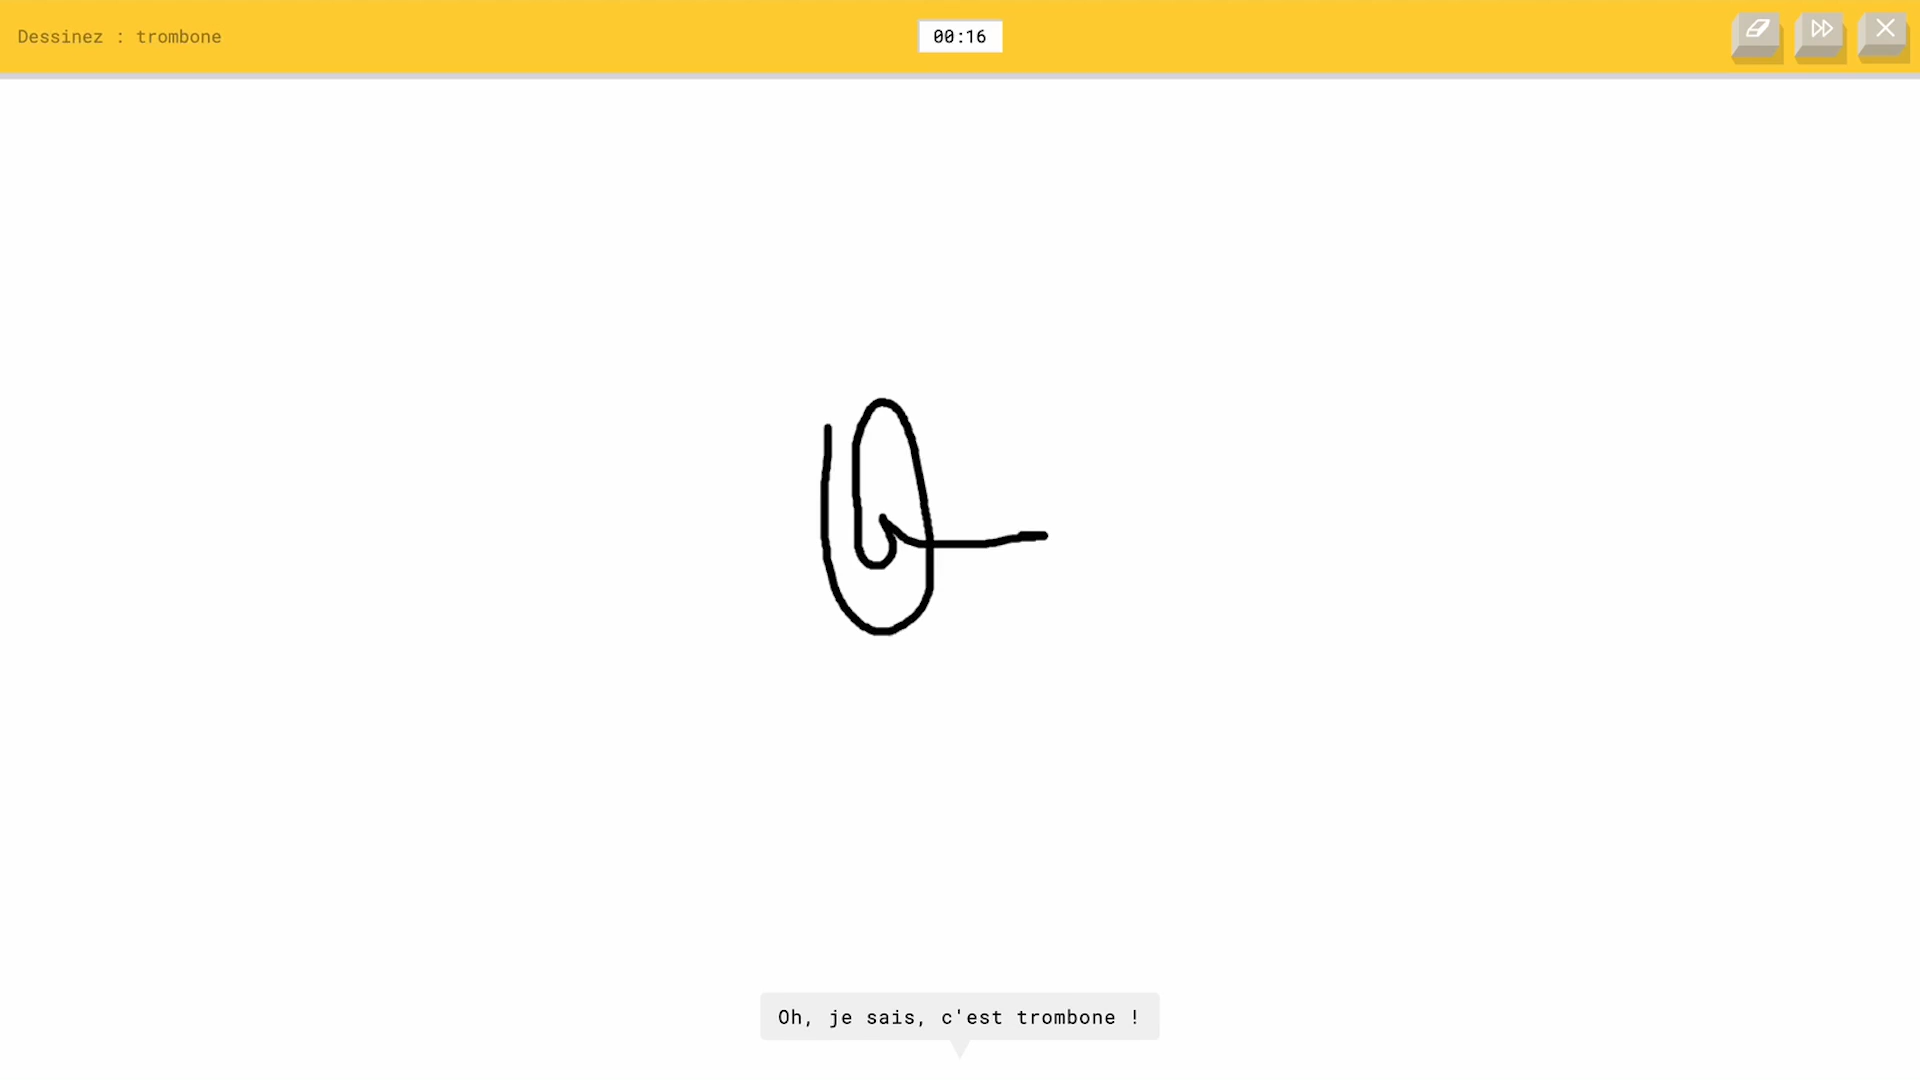 Dessinez : trombone
00:16
Oh, je sais, c'est trombone !